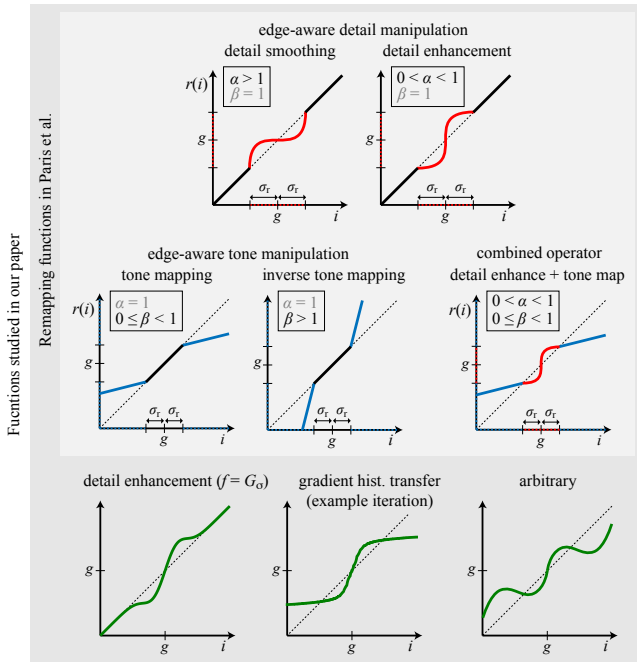 Fucntions studied in our paper
Remapping functions in Paris et al.
edge-aware detail manipulation
detail smoothing
detail enhancement
r(i)
α > 1
β = 1
g
σr σr
g
i
0 < α < 1
β = 1
σr σr
g
i
edge-aware tone manipulation
tone mapping
inverse tone mapping
combined operator
detail enhance + tone map
r(i)
α = 1
0 ≤ β < 1
g
σr σr
g
i
α = 1
β > 1
σr σr
g
i
r(i)
0 < α < 1
0 ≤ β < 1
g
σr σr
g
i
detail enhancement (f = Gσ)
g
g
i
gradient hist. transfer
(example iteration)
g
i
arbitrary
g
g
i